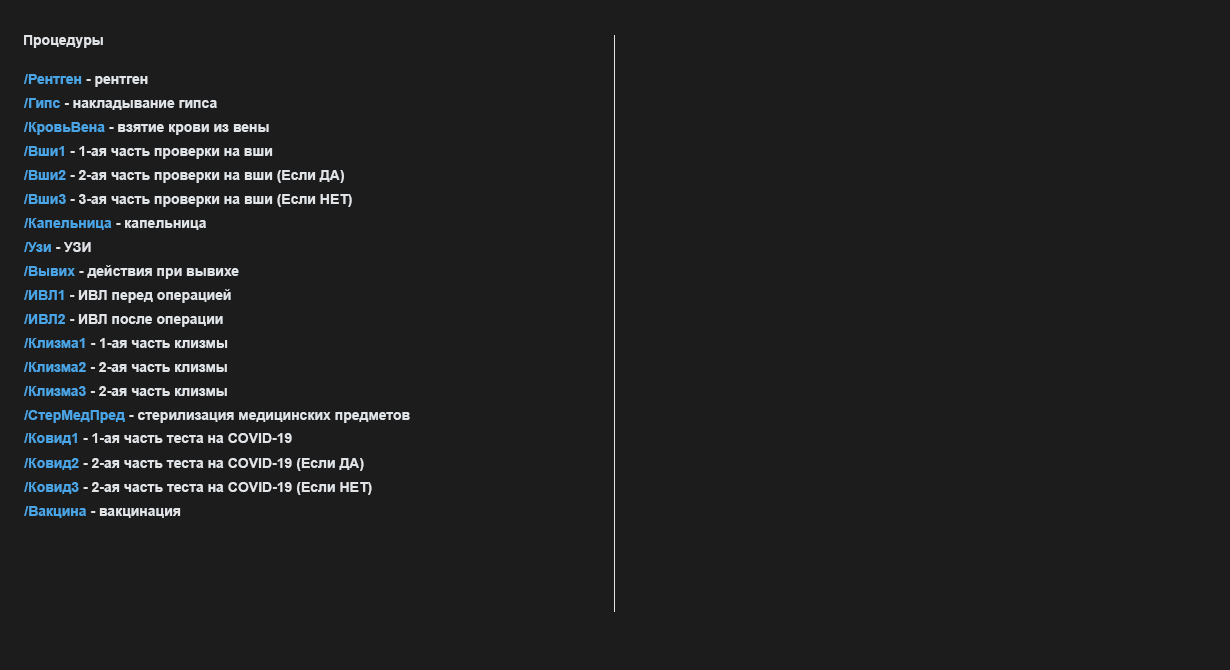 Процедуры
/Рентген - рентген
/Гипс - накладывание гипса
/КровьВена - взятие крови из вены
/Вши1 - 1-ая часть проверки на вши
/Вши2 - 2-ая часть проверки на вши (Если ДА)
/Вши3 - 3-ая часть проверки на вши (Если НЕТ)
/Капельница - капельница
/Узи - УЗИ
/Вывих - действия при вывихе
/ИВЛ1 - ИВЛ перед операцией
/ИВЛ2 - ИВЛ после операции
/Клизма1 - 1-ая часть клизмы
/Клизма2 - 2-ая часть клизмы
/Клизма3 - 2-ая часть клизмы
/СтерМедПред - стерилизация медицинских предметов
/Ковид1 - 1-ая часть теста на COVID-19
/Ковид2 - 2-ая часть теста на COVID-19 (Если ДА)
/Ковид3 - 2-ая часть теста на COVID-19 (Если НЕТ)
/Вакцина - вакцинация